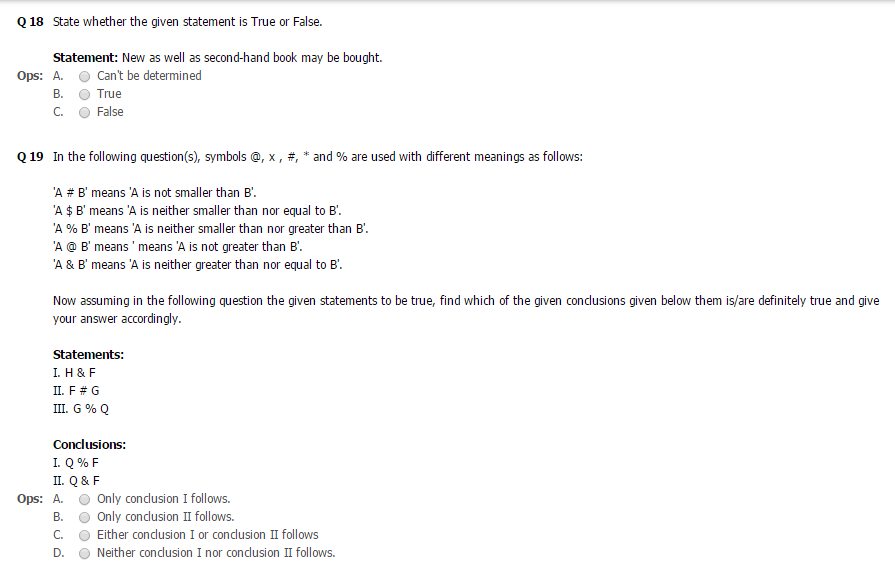 Q 18 State whether the given statement is True or False.
Statement: New as well as second-hand book may be bought.
Ops: A. Can't be determined
B. True
C. False
Q 19 In the following question(s), symbols @, x , #, * and % are used with different meanings as follows:
'A # B' means 'A is not smaller than B'.
'A $ B' means 'A is neither smaller than nor equal to B'.
'A % B' means 'A is neither smaller than nor greater than B'.
'A @ B' means ' means 'A is not greater than B'.
'A & B' means 'A is neither greater than nor equal to B'.
Now assuming in the following question the given statements to be true, find which of the given conclusions given below them is/are definitely true and give
your answer accordingly.
Statements:
I. H & F
II. F # G
III. G % Q
Conclusions:
I. Q % F
II. Q & F
Ops: A. Only conclusion I follows.
B. Only conclusion II follows.
C. Either conclusion I or conclusion II follows
D. Neither conclusion I nor conclusion II follows.